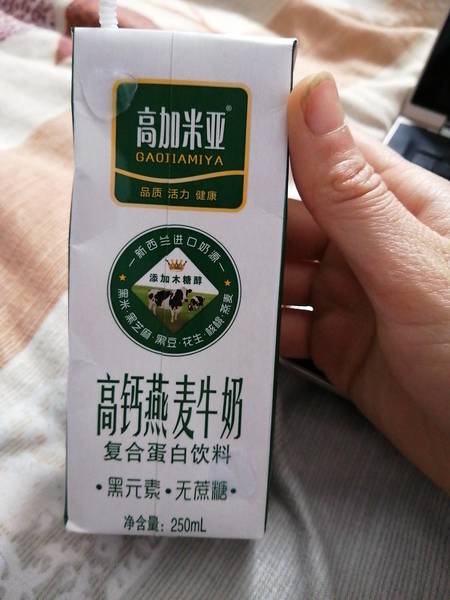 高加米亚®
GAOJIAMIYA
品质 活力 健康
新西兰进口奶源
添加木糖醇
黑米·黑芝麻·黑豆·花生·核桃·燕麦
高钙燕麦牛奶
复合蛋白饮料
·黑元素·无蔗糖·
净含量：250mL